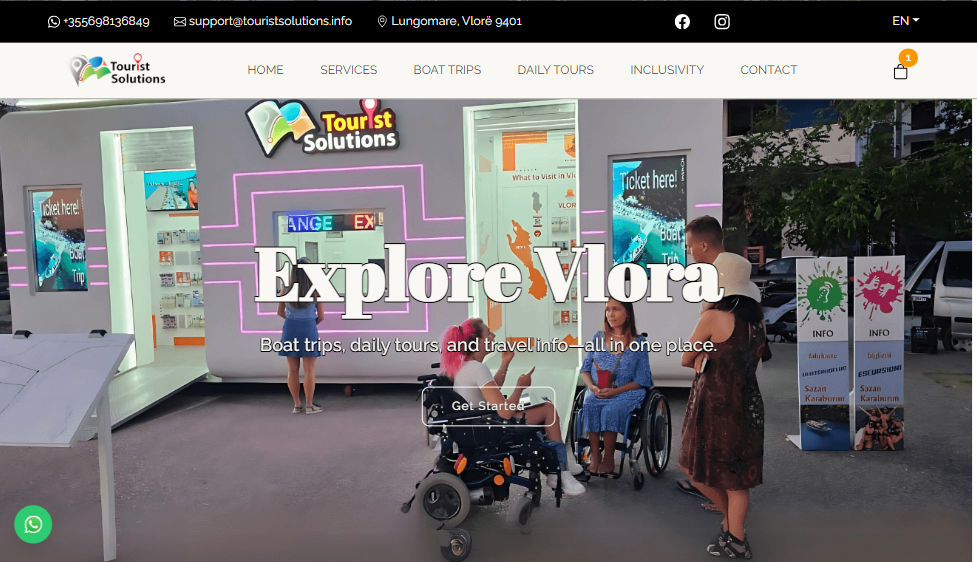 +355698136849 support@touristsolutions.info Lungomare, Vlorë 9401 EN
Tourist
Solutions
HOME SERVICES BOAT TRIPS DAILY TOURS INCLUSIVITY CONTACT
1
Tourist
Solutions
What to Visit in
VLOR
Ticket here!
Ticket here!
ANGE EX
Boat
Trip
Boat
Explore Vlora
Boat trips, daily tours, and travel info—all in one place.
INFO
INFO
ESCURSIONI
Sazan
Karaburun
Sazan
Karaburun
Get Started